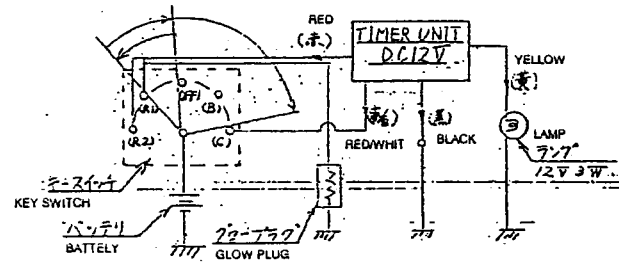 RED
(赤)
TIMER UNIT
D.C12V
YELLOW
(黄)
(OFF)
(R1)
(B)
(R2)
(C)
(赤白)
(黒)
RED/WHIT
BLACK
3
LAMP
ランプ
12V 3W
キースイッチ
KEY SWITCH
バッテリ
BATTELY
グロープラグ
GLOW PLUG